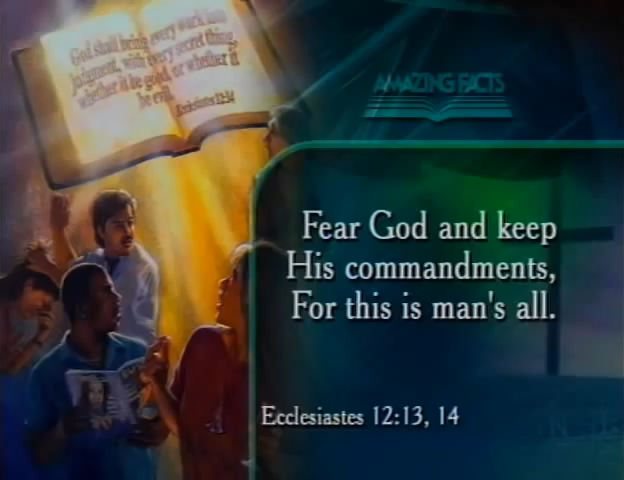 God shall bring every work into
judgment, with every secret thing,
whether it be good, or whether it
be evil.
Ecclesiastes 12:14
AMAZING FACTS
Fear God and keep
His commandments,
For this is man's all.
Ecclesiastes 12:13, 14